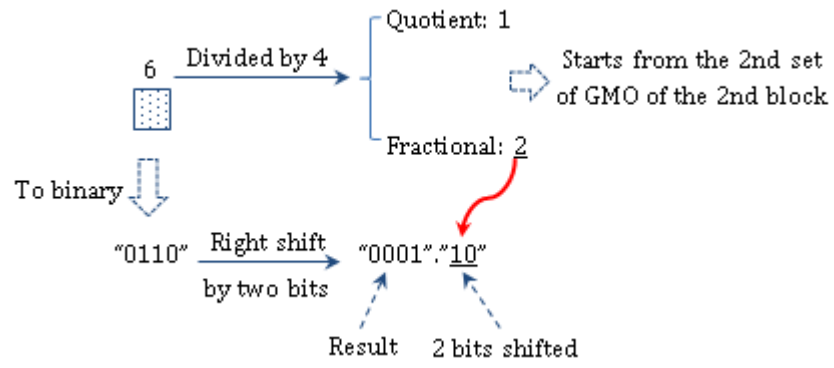 Quotient: 1
6
Divided by 4
Starts from the 2nd set
of GMO of the 2nd block
Fractional: 2
To binary
“0110”
Right shift
by two bits
“0001”.“10”
Result
2 bits shifted